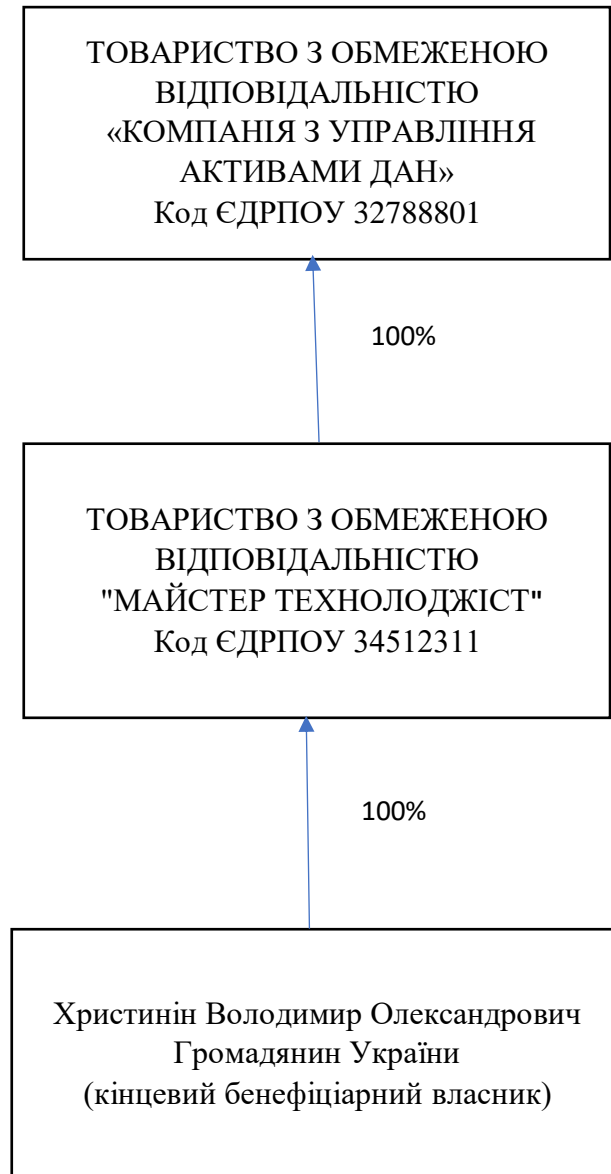 ТОВАРИСТВО З ОБМЕЖЕНОЮ
ВІДПОВІДАЛЬНІСТЮ
«КОМПАНІЯ З УПРАВЛІННЯ
АКТИВАМИ ДАН»
Код ЄДРПОУ 32788801
100%
ТОВАРИСТВО З ОБМЕЖЕНОЮ
ВІДПОВІДАЛЬНІСТЮ
"МАЙСТЕР ТЕХНОЛОДЖІСТ"
Код ЄДРПОУ 34512311
100%
Христинін Володимир Олександрович
Громадянин України
(кінцевий бенефіціарний власник)